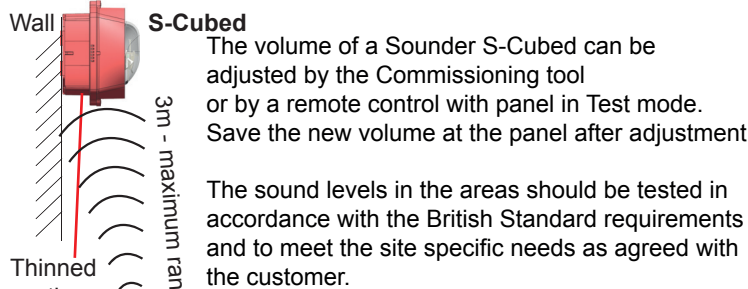 Wall
S-Cubed
The volume of a Sounder S-Cubed can be
adjusted by the Commissioning tool
or by a remote control with panel in Test mode.
Save the new volume at the panel after adjustment
The sound levels in the areas should be tested in
accordance with the British Standard requirements
and to meet the site specific needs as agreed with
the customer.
3m - maximum
Thinned